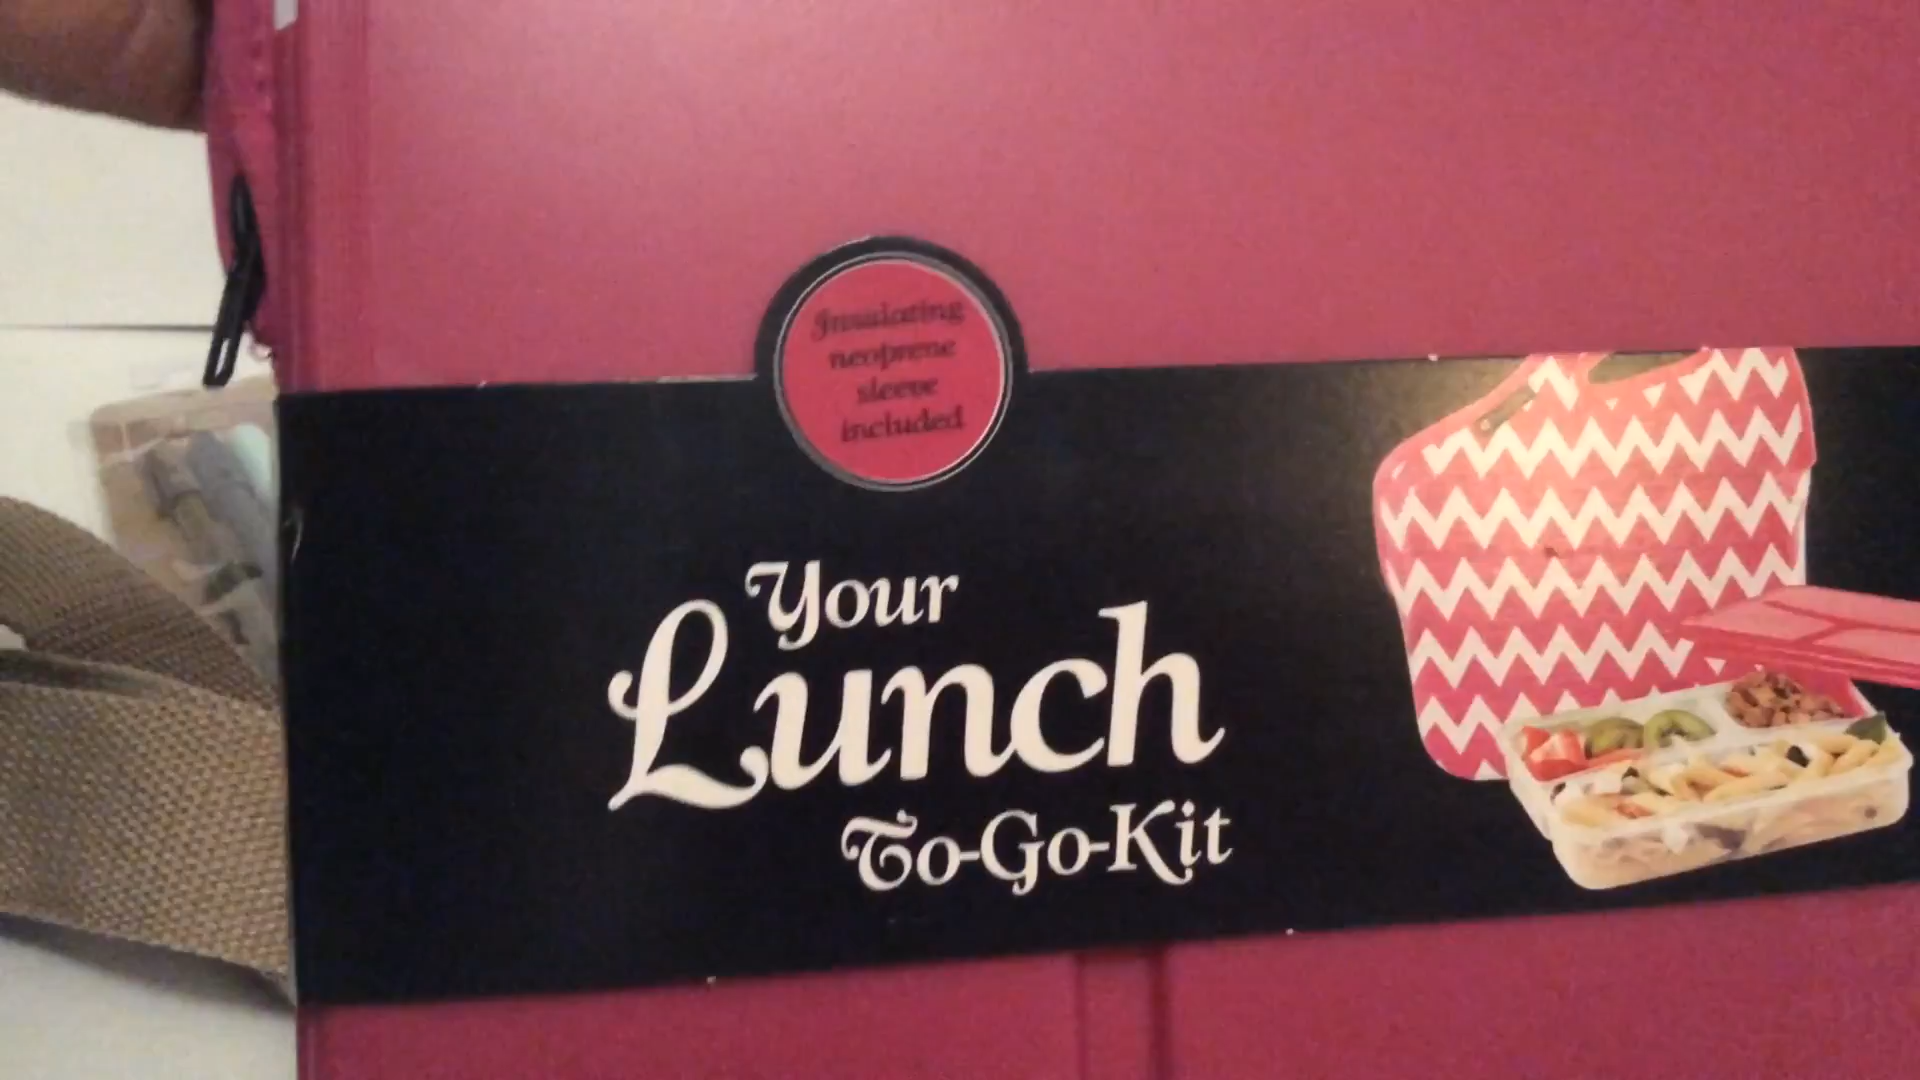 Insulating
neoprene
sleeve
included
Your
Lunch
To-Go-Kit